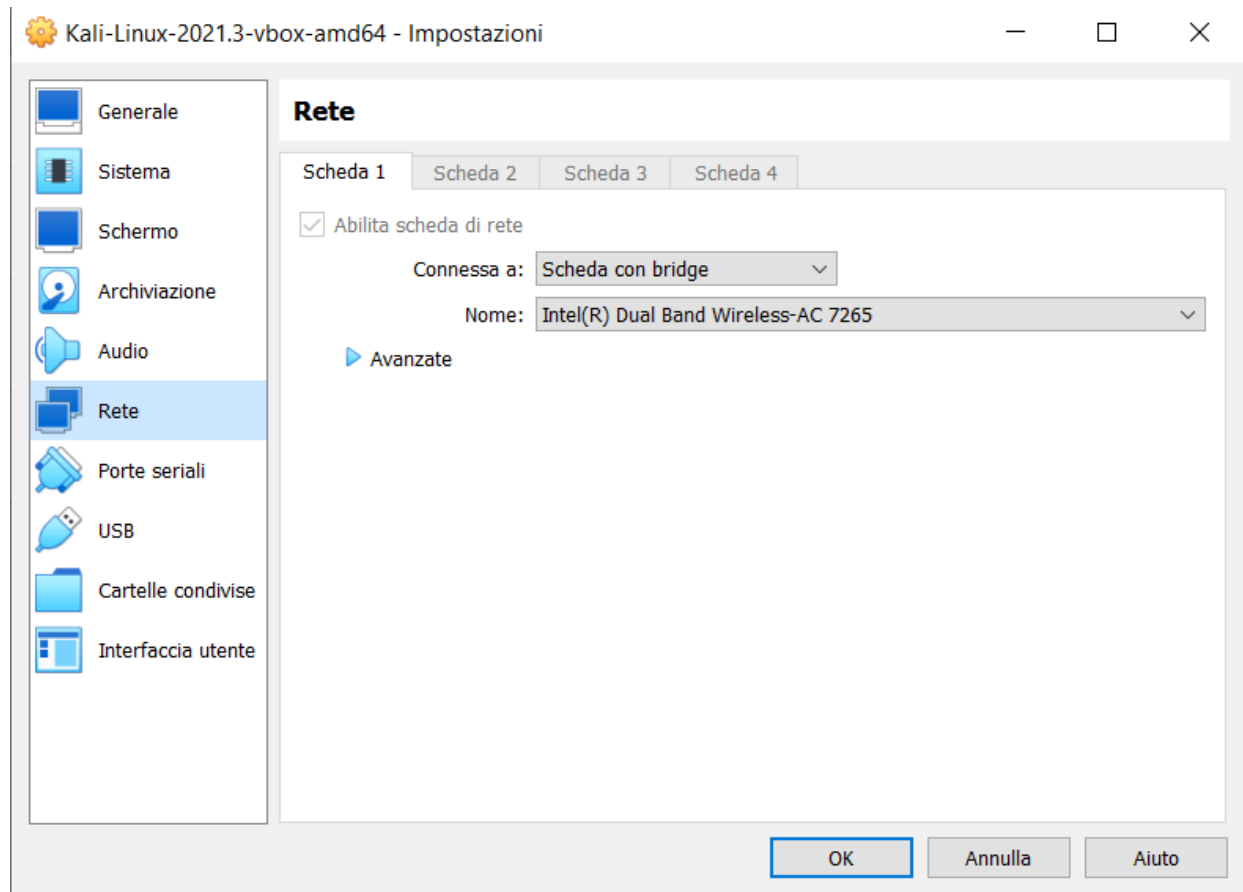 Kali-Linux-2021.3-vbox-amd64 - Impostazioni
Generale
Sistema
Schermo
Archiviazione
Audio
Rete
Porte seriali
USB
Cartelle condivise
Interfaccia utente
Rete
Scheda 1 Scheda 2 Scheda 3 Scheda 4
Abilita scheda di rete
Connessa a: Scheda con bridge
Nome: Intel(R) Dual Band Wireless-AC 7265
Avanzate
OK Annulla Aiuto